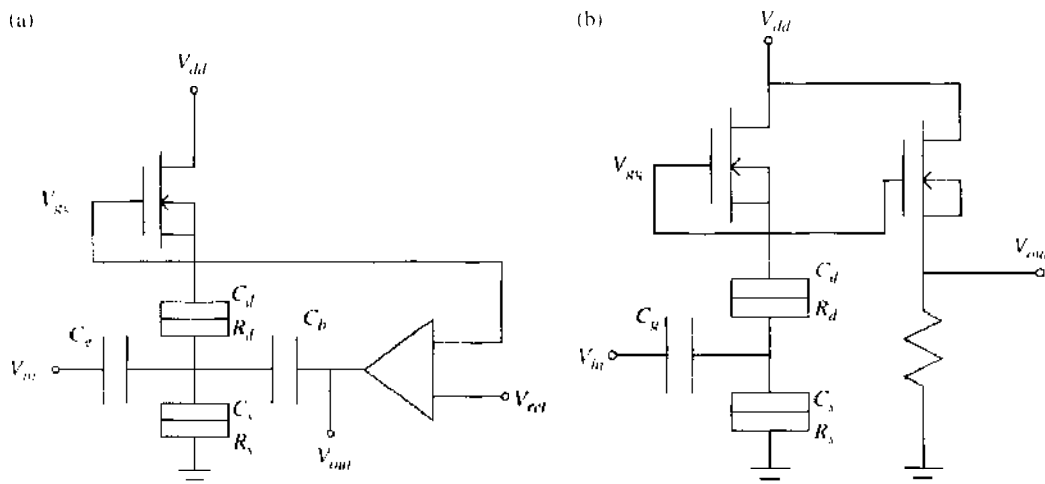 (a)
V_dd
V_gs
C_d
R_d
C_g
C_b
V_in
V_ref
C_s
R_s
V_out
(b)
V_dd
V_gs
V_out
C_d
R_d
C_g
V_in
C_s
R_s